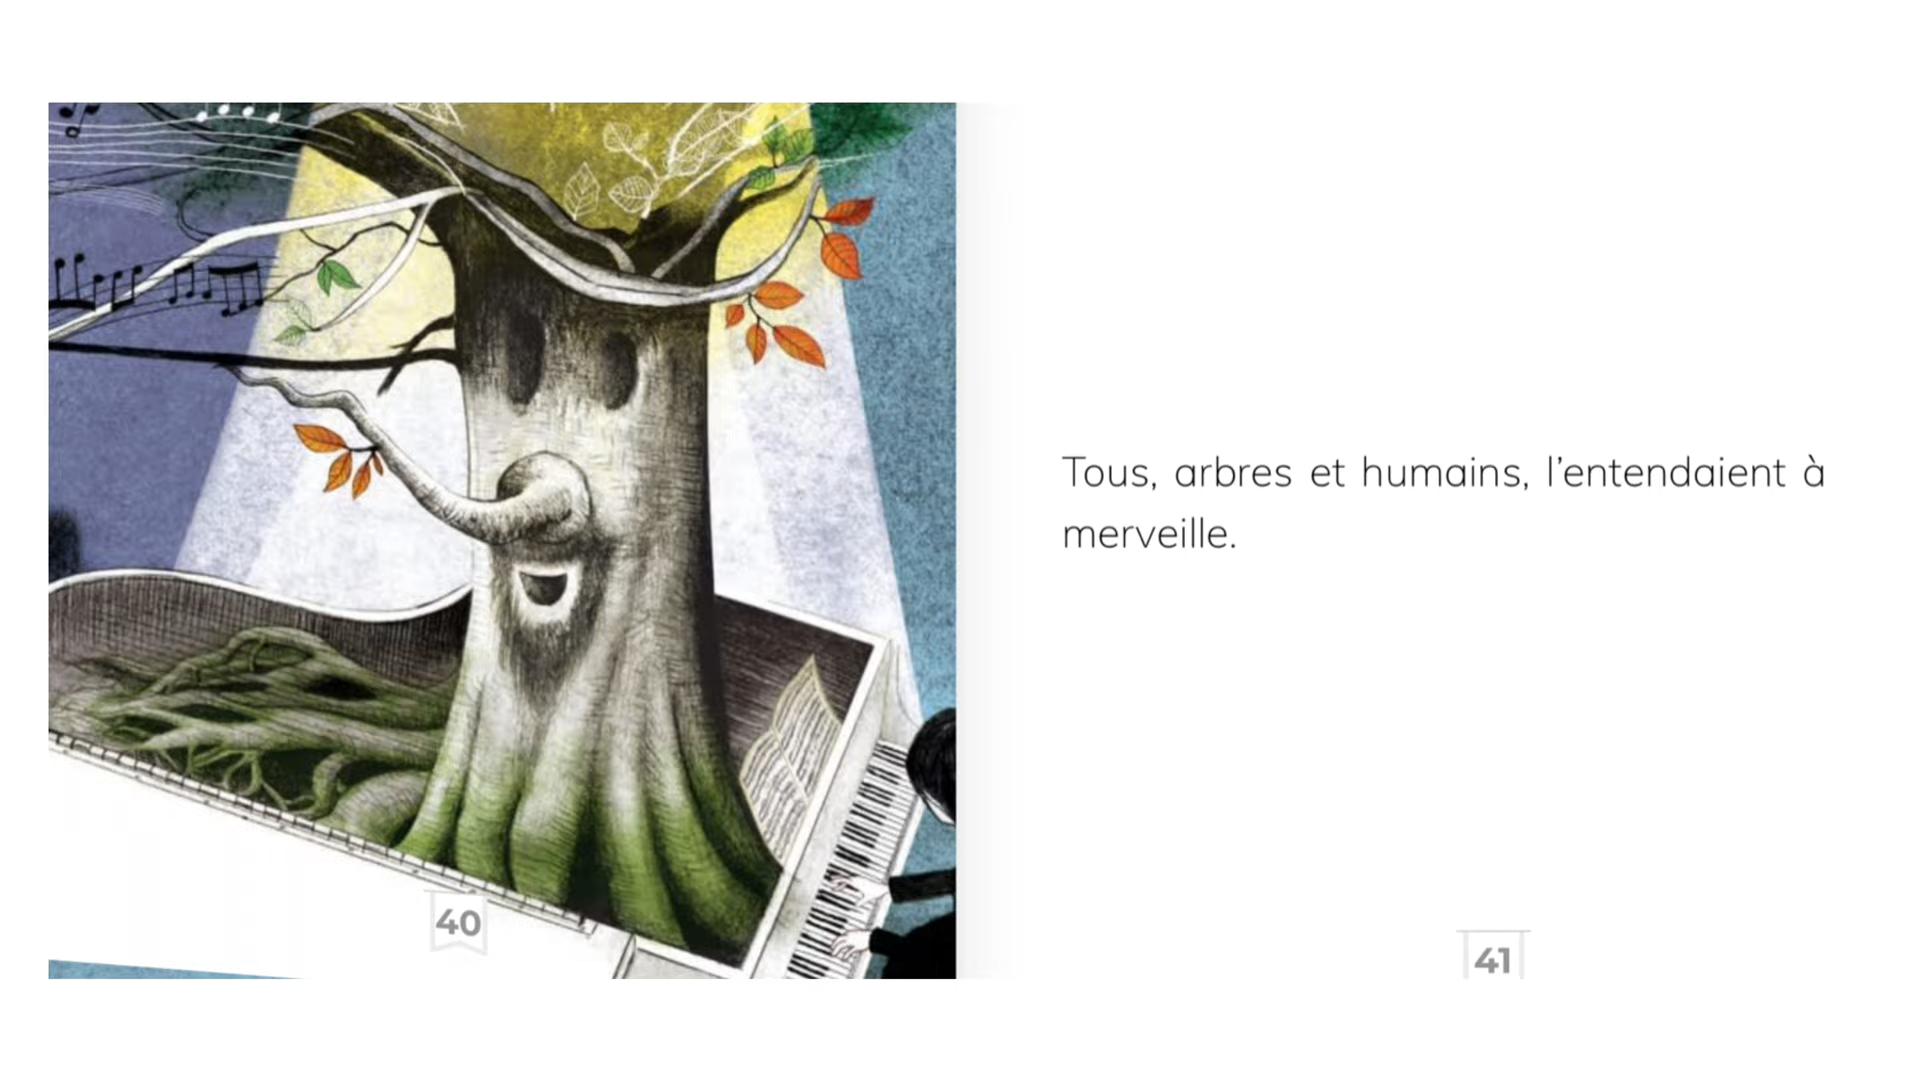 40
Tous, arbres et humains, l’entendaient à
merveille.
41